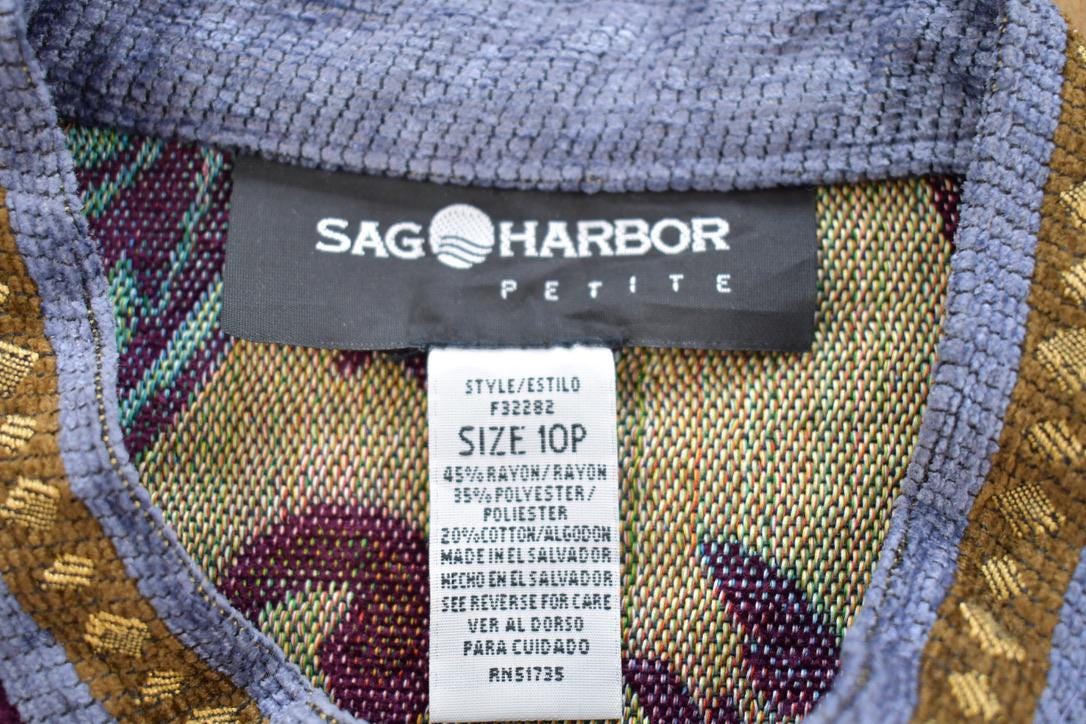 SAG HARBOR
PETITE
STYLE/ESTILO
F32282
SIZE 10P
45%RAYON/RAYON
35%POLYESTER/
POLIESTER
20%COTTON/ALGODON
MADE IN EL SALVADOR
HECHO EN EL SALVADOR
SEE REVERSE FOR CARE
VER AL DORSO
PARA CUIDADO
RN51735